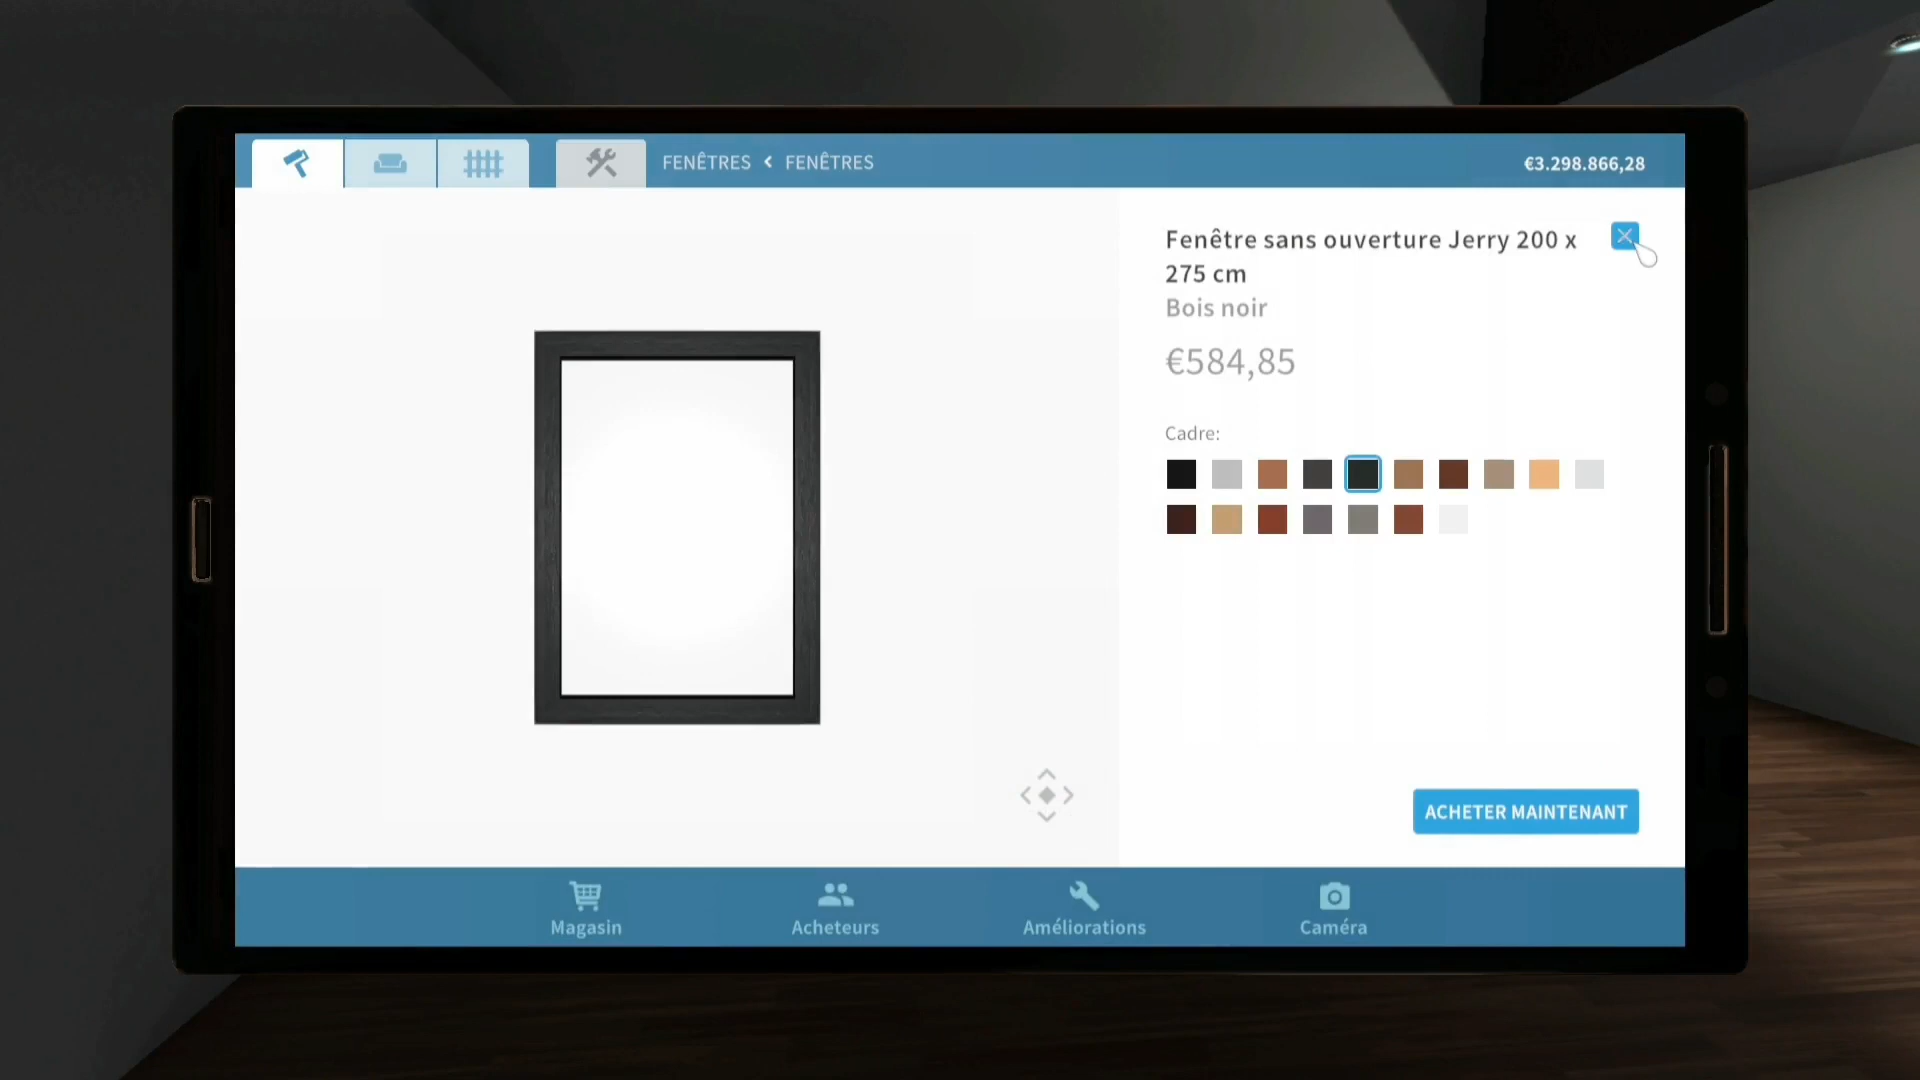 FENÊTRES < FENÊTRES
€3.298.866,28
Fenêtre sans ouverture Jerry 200 x
275 cm
Bois noir
€584,85
Cadre:
ACHETER MAINTENANT
Magasin
Acheteurs
Améliorations
Caméra